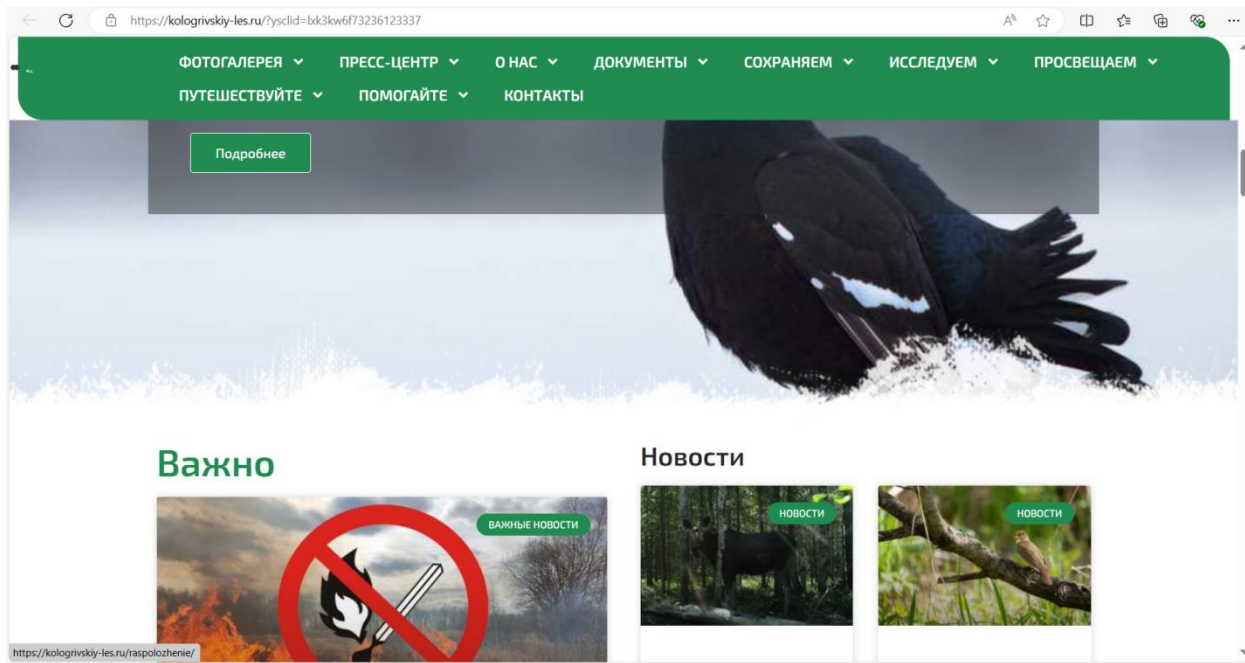 https://kologrivskiy-les.ru/?ysclid=lxk3kw6f73236123337
ФОТОГАЛЕРЕЯ ПРЕСС-ЦЕНТР О НАС ДОКУМЕНТЫ СОХРАНЯЕМ ИССЛЕДУЕМ ПРОСВЕЩАЕМ
ПУТЕШЕСТВУЙТЕ ПОМОГАЙТЕ КОНТАКТЫ
Подробнее
Важно
ВАЖНЫЕ НОВОСТИ
Новости
НОВОСТИ
НОВОСТИ
https://kologrivskiy-les.ru/raspolozhenie/